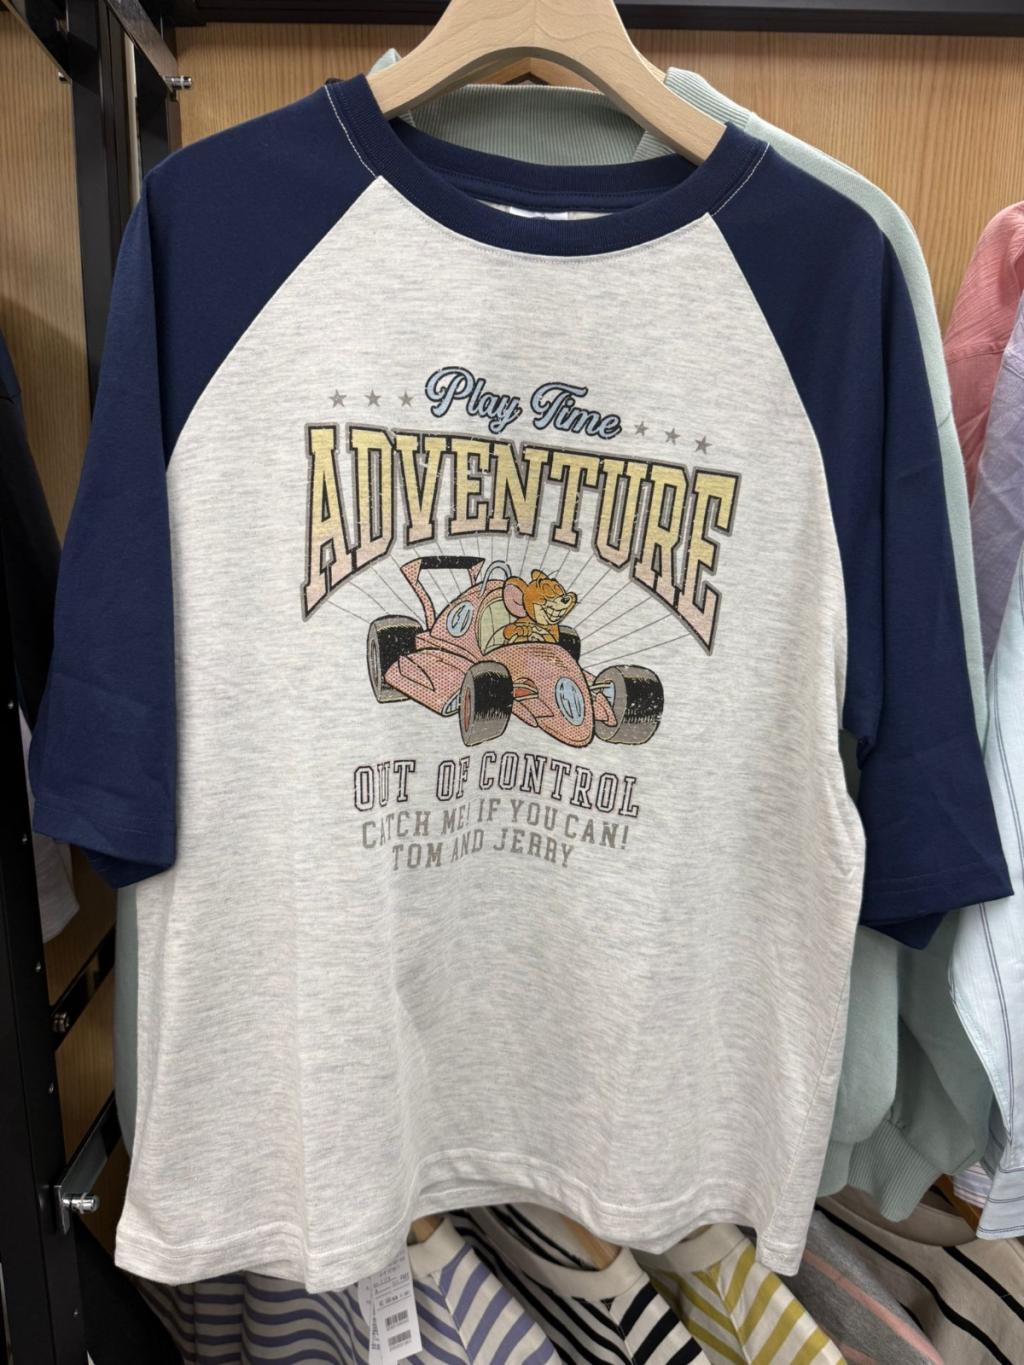 Play Time
ADVENTURE
OUT OF CONTROL
CATCH ME! IF YOU CAN!
TOM AND JERRY